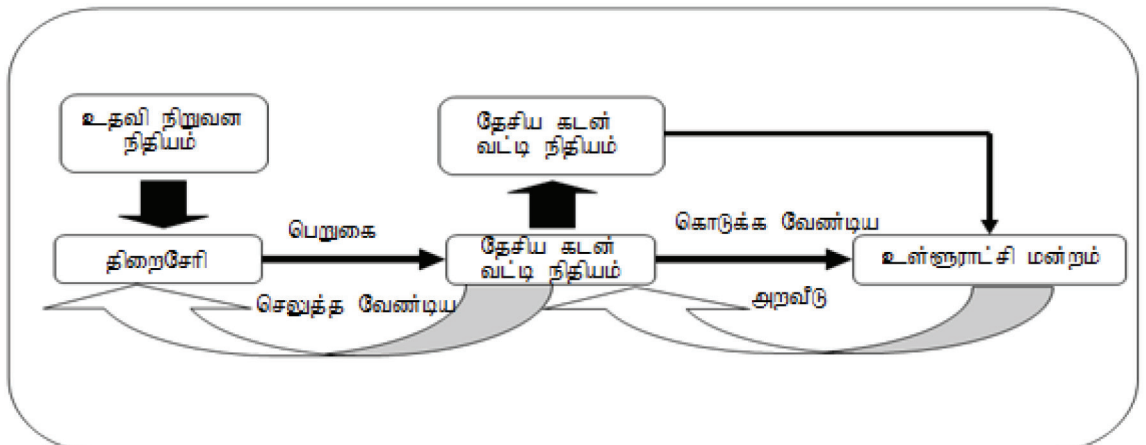 உதவி நிறுவன
நிதியம்
தேசிய கடன்
வட்டி நிதியம்
பெறுகை
கொடுக்க வேண்டிய
திறைசேரி
தேசிய கடன்
வட்டி நிதியம்
உள்ளூராட்சி மன்றம்
செலுத்த வேண்டிய
அறவீடு